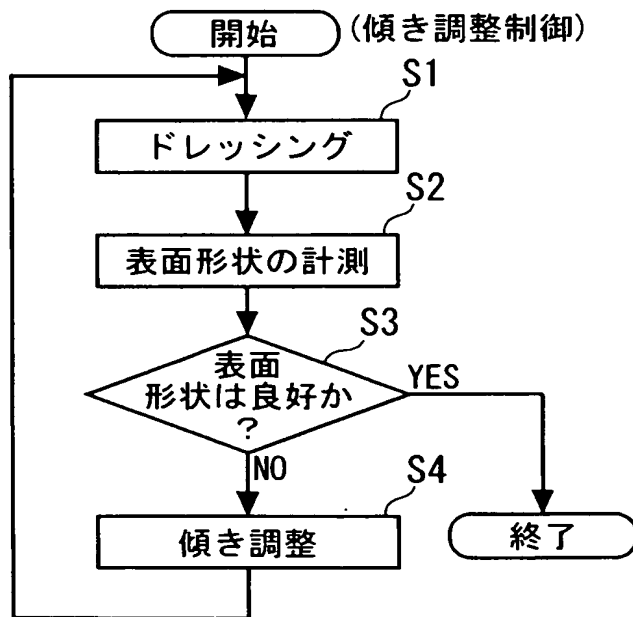 開始
(傾き調整制御)
S1
ドレッシング
S2
表面形状の計測
S3
表面
形状は良好か
?
YES
NO
S4
傾き調整
終了